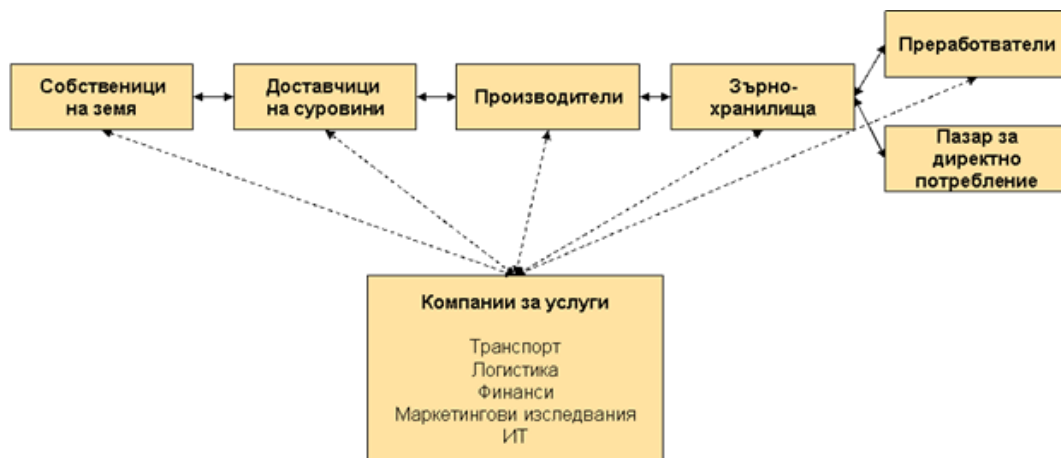 Собственици
на земя
Доставчици
на суровини
Производители
Зърно-
хранилища
Преработватели
Пазар за
директно
потребление
Компании за услуги
Транспорт
Логистика
Финанси
Маркетингови изследвания
ИТ